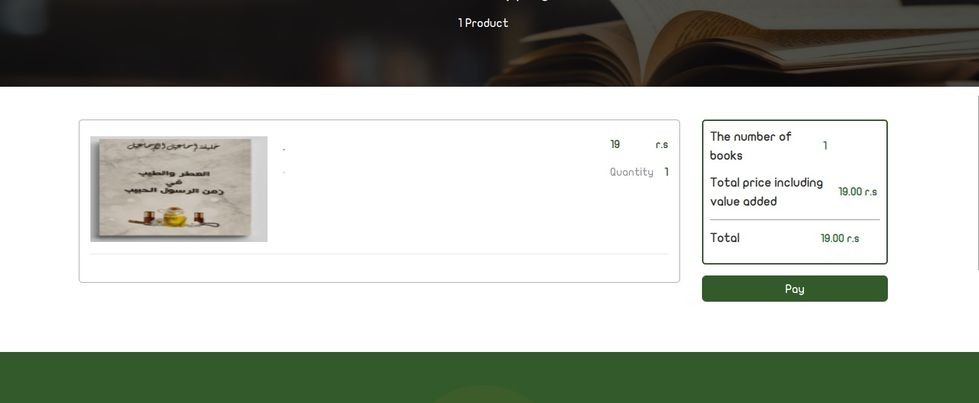 1 Product
19 r.s
Quantity 1
خليفة إسماعيل الإسماعيل
العطر والطيب
في
زمن الرسول الحبيب
The number of
books
1
Total price including
value added
19.00 r.s
Total
19.00 r.s
Pay